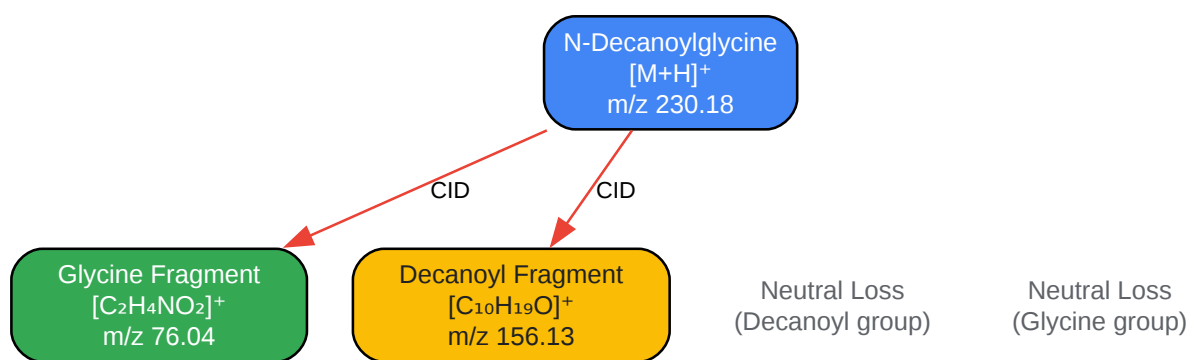 N-Decanoylglycine
[M+H]⁺
m/z 230.18
CID
CID
Glycine Fragment
[C₂H₄NO₂]⁺
m/z 76.04
Decanoyl Fragment
[C₁₀H₁₉O]⁺
m/z 156.13
Neutral Loss
(Decanoyl group)
Neutral Loss
(Glycine group)